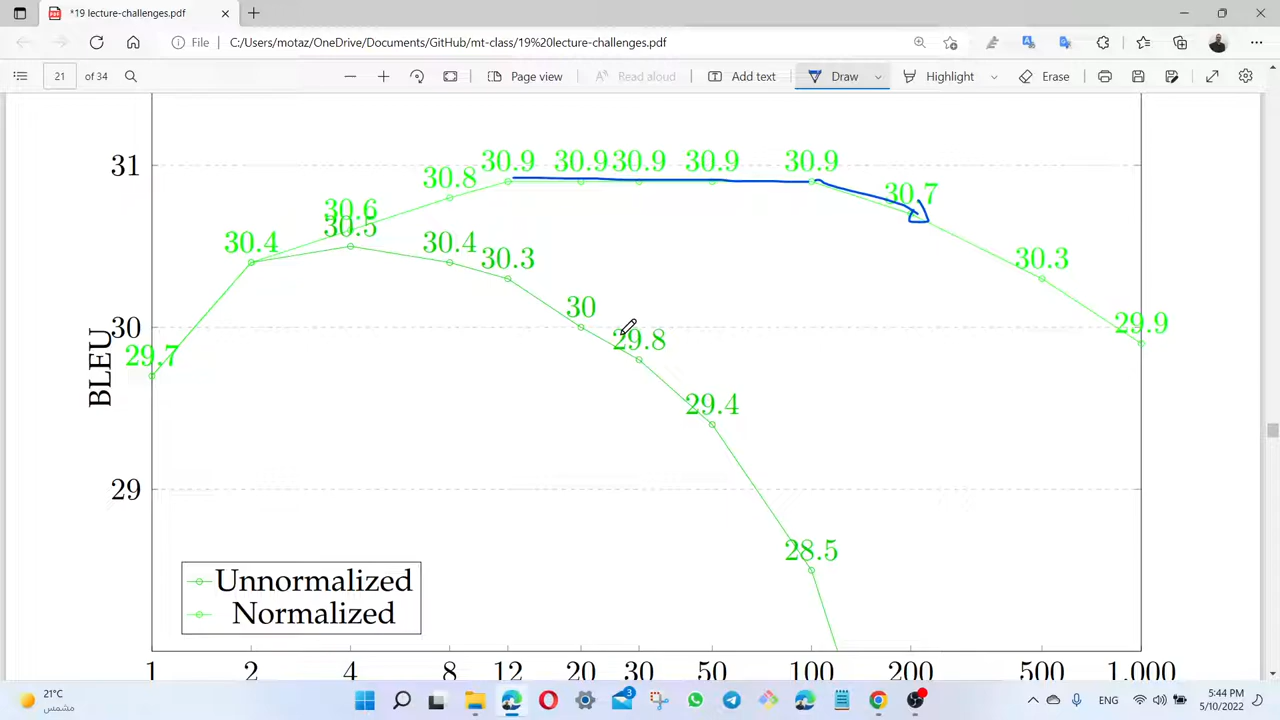 *19 lecture-challenges.pdf
File C:/Users/motaz/OneDrive/Documents/GitHub/mt-class/19%20lecture-challenges.pdf
21 of 34 Page view Read aloud Add text Draw Highlight Erase
31 30.9 30.9 30.9 30.9 30.9
30.8
30.6 30.7
30.5
30.4 30.4 30.3 30.3
30
30 29.8 29.9
29.7
BLEU
29.4
29
28.5
Unnormalized
Normalized
1 2 4 8 12 20 30 50 100 200 500 1,000
21°C
مشمس
3
ENG
5:44 PM
5/10/2022